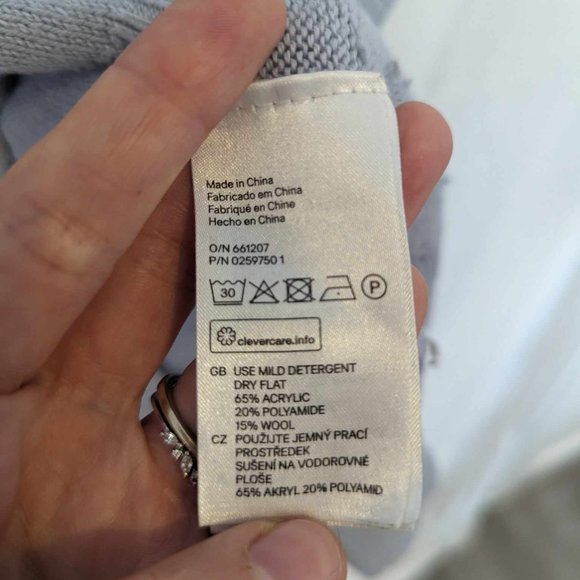 Made in China
Fabricado em China
Fabriqué en Chine
Hecho en China
O/N 661207
P/N 0259750 1
30 P
clevercare.info
GB USE MILD DETERGENT
DRY FLAT
65% ACRYLIC
20% POLYAMIDE
15% WOOL
CZ POUŽIJTE JEMNÝ PRACÍ
PROSTŘEDEK
SUŠENÍ NA VODOROVNÉ
PLOŠE
65% AKRYL 20% POLYAMID